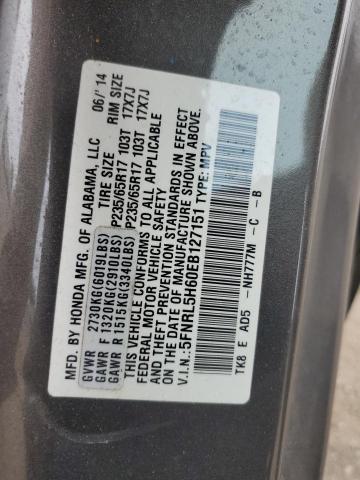 MFD. BY HONDA MFG. OF ALABAMA, LLC 06/'14
TIRE SIZE RIM SIZE
GVWR 2730KG(6019LBS)
GAWR F 1320KG(2910LBS) P235/65R17 103T 17X7J
GAWR R 1515KG(3340LBS) P235/65R17 103T 17X7J
THIS VEHICLE CONFORMS TO ALL APPLICABLE
FEDERAL MOTOR VEHICLE SAFETY
AND THEFT PREVENTION STANDARDS IN EFFECT
ON THE DATE OF MANUFACTURE SHOWN ABOVE.
V.I.N.: 5FNRL5H60EB127151 TYPE: MPV
TK8 E AD5 -NH777M -C -B